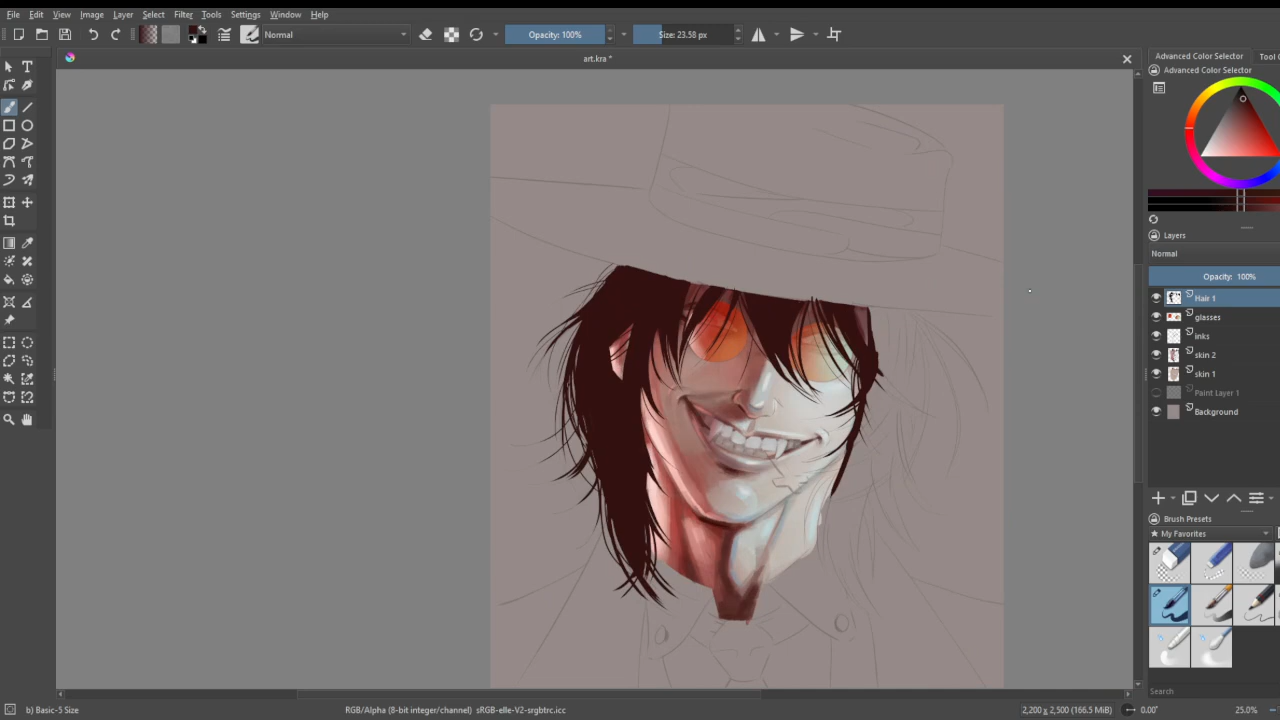 File Edit View Image Layer Select Filter Tools Settings Window Help
Normal Opacity: 100% Size: 23.58 px
art.kra *
Advanced Color Selector Tool
Advanced Color Selector
Layers
Normal
Opacity: 100%
Hair 1
glasses
inks
skin 2
skin 1
Paint Layer 1
Background
Brush Presets
My Favorites
Search
b) Basic-5 Size RGB/Alpha (8-bit integer/channel) sRGB-elle-V2-srgbtrc.icc 2,200 x 2,500 (166.5 MiB) 0.00° 25.0%